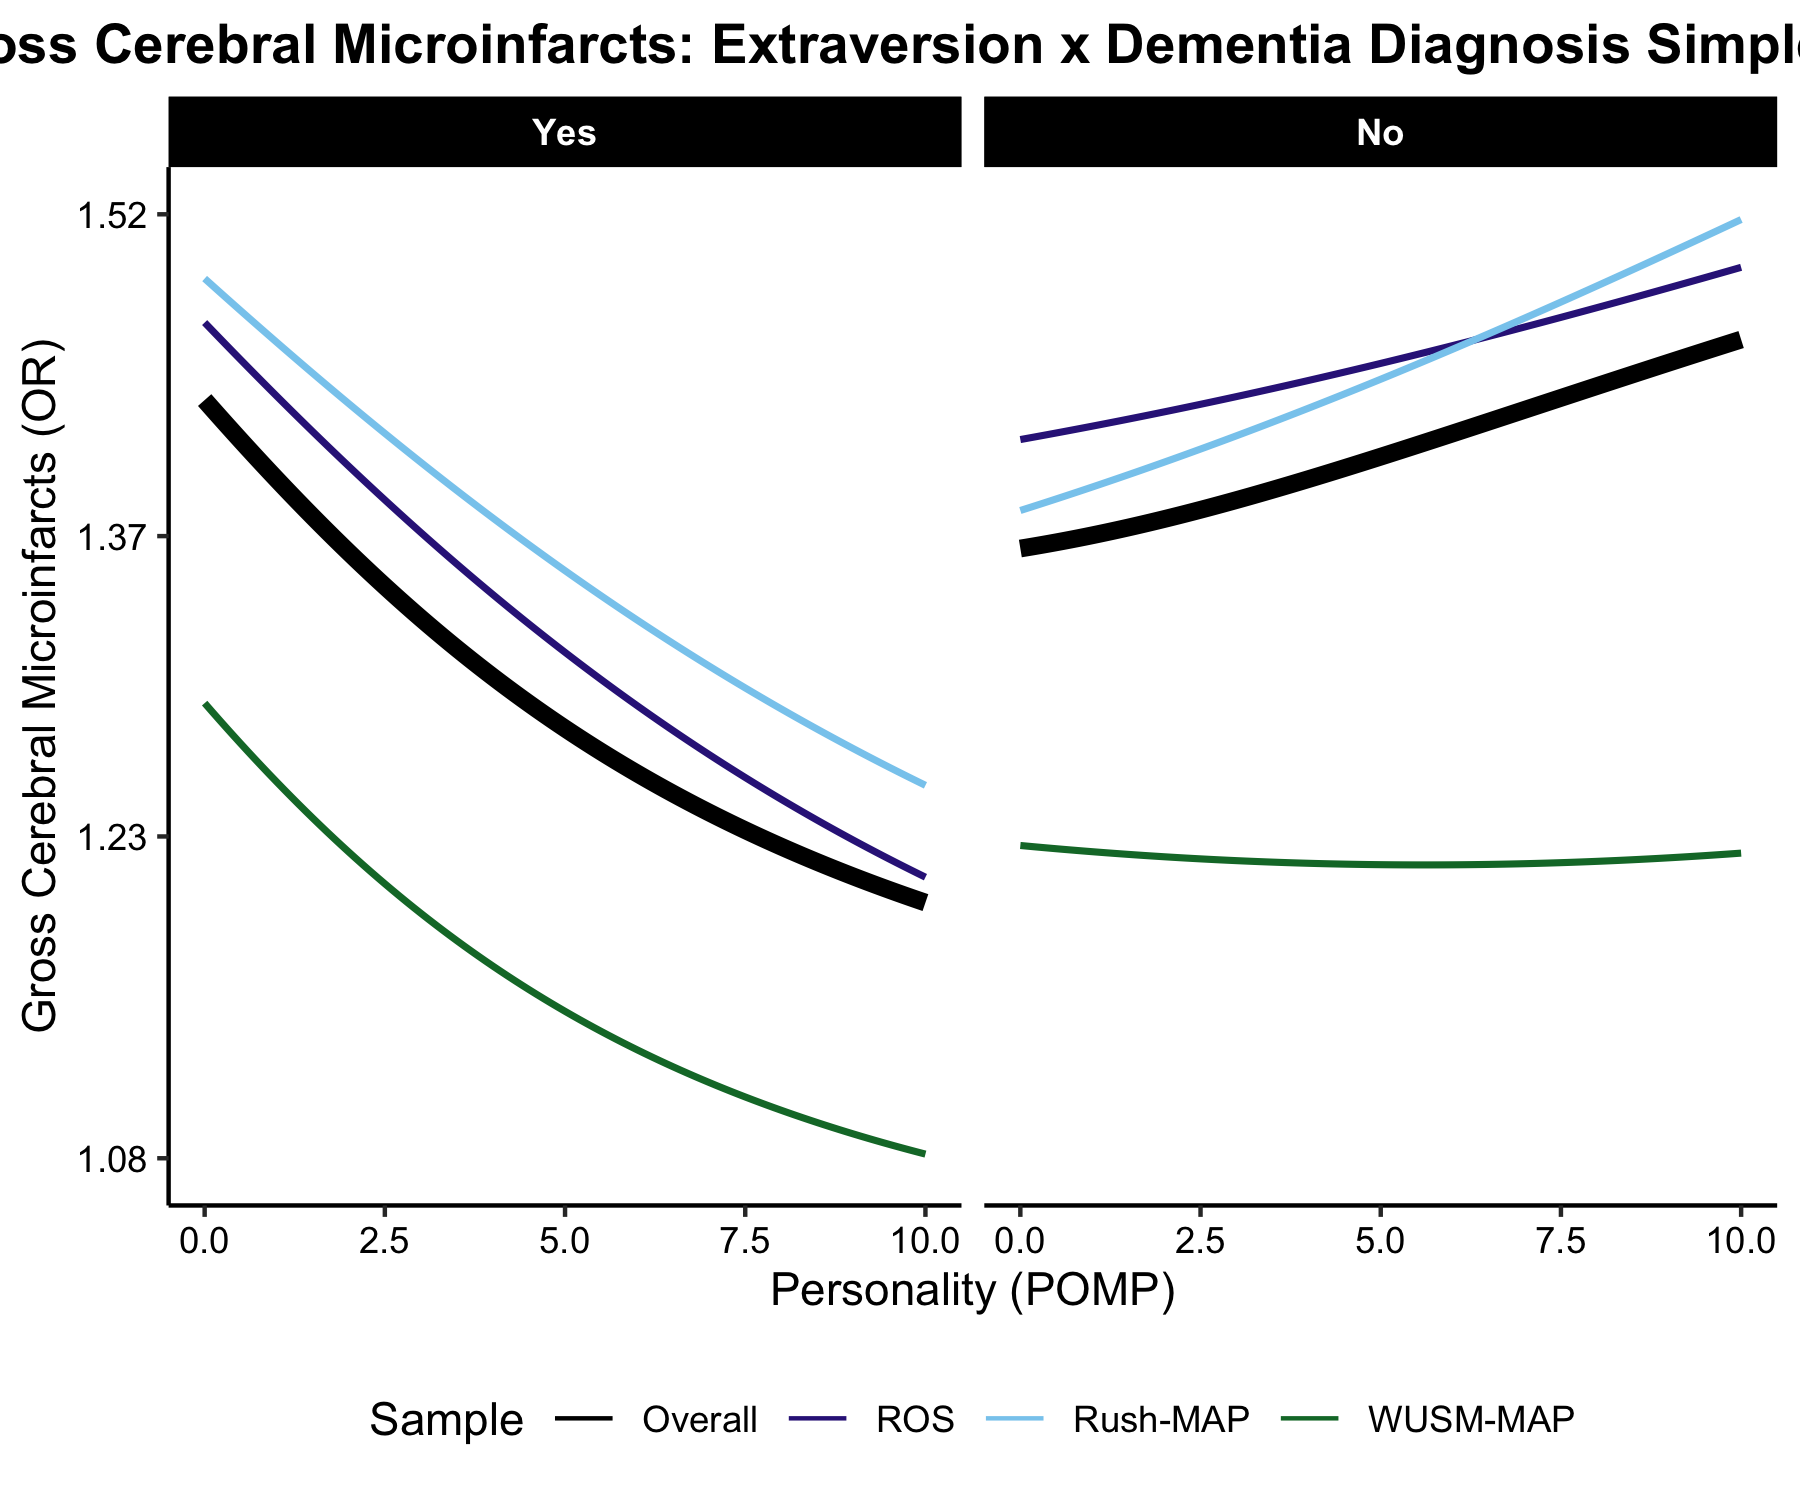 oss Cerebral Microinfarcts: Extraversion x Dementia Diagnosis Simpl
Yes No
1.52
1.37
1.23
1.08
Gross Cerebral Microinfarcts (OR)
0.0 2.5 5.0 7.5 10.0 0.0 2.5 5.0 7.5 10.0
Personality (POMP)
Sample Overall ROS Rush-MAP WUSM-MAP